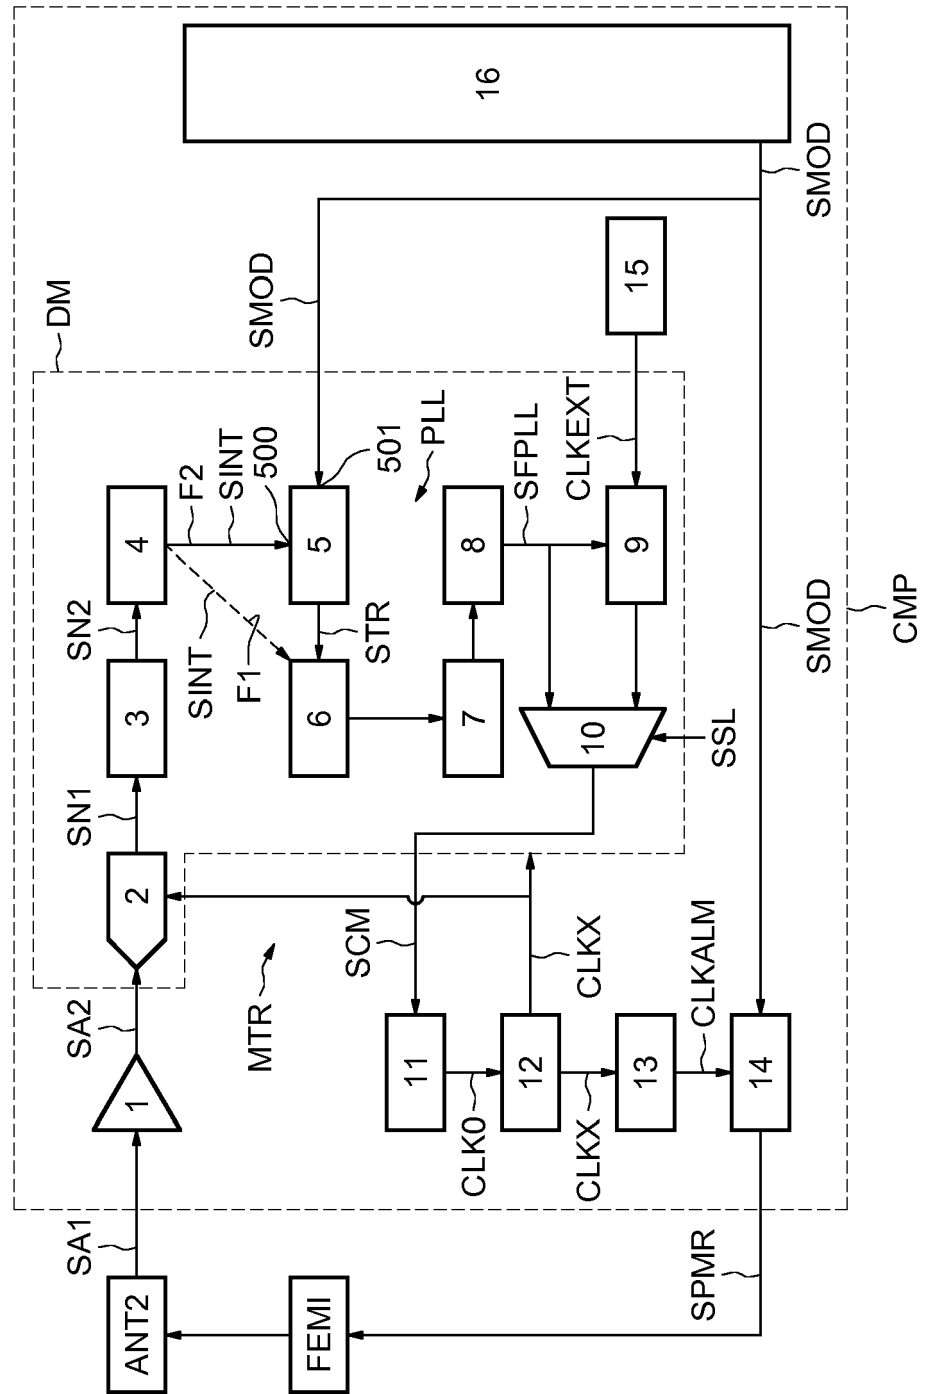 ANT2
SA1
1
SA2
2
SN1
3
SN2
4
DM
FEMI
MTR
SINT
F1
F2
SINT
500
6
STR
5
501
SMOD
PLL
7
8
SFPLL
10
9
CLKEXT
15
SSL
SCM
11
CLK0
12
CLKX
CLKX
13
CLKALM
14
SPMR
SMOD
CMP
SMOD
16